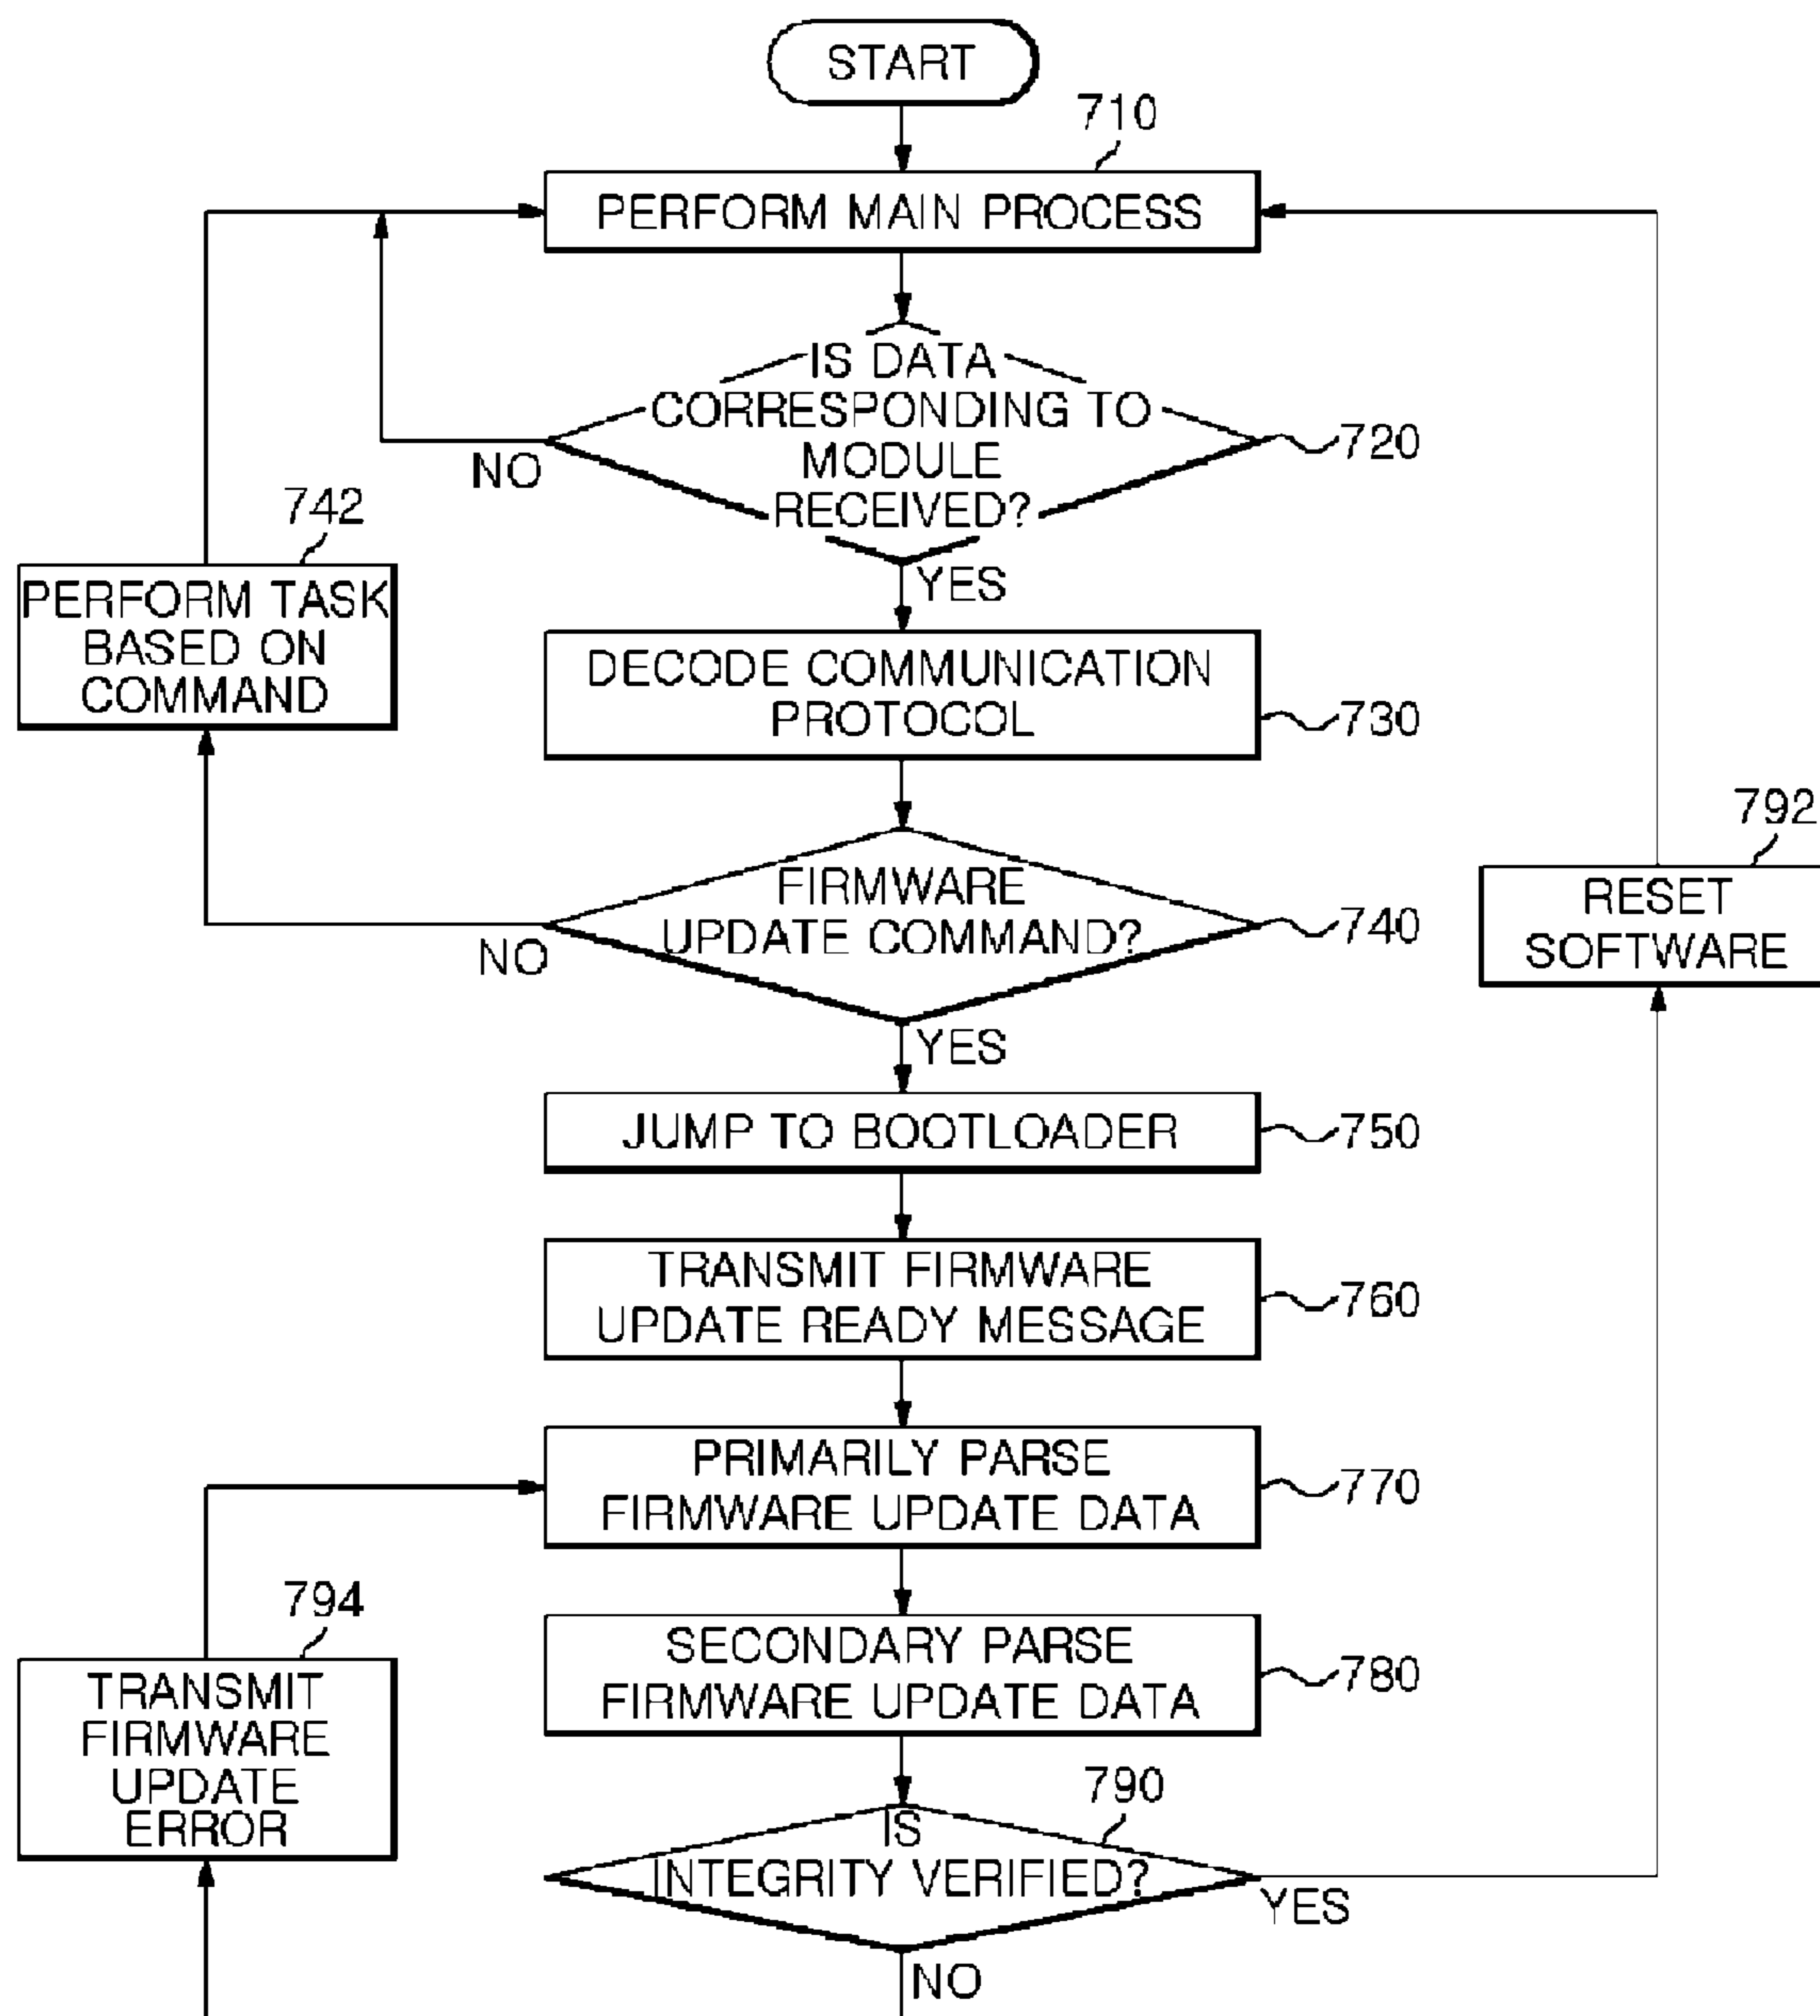 START
710
PERFORM MAIN PROCESS
IS DATA
CORRESPONDING TO
MODULE
RECEIVED?
720
NO
YES
742
PERFORM TASK
BASED ON
COMMAND
DECODE COMMUNICATION
PROTOCOL
730
FIRMWARE
UPDATE COMMAND?
740
NO
YES
792
RESET
SOFTWARE
JUMP TO BOOTLOADER
750
TRANSMIT FIRMWARE
UPDATE READY MESSAGE
760
PRIMARILY PARSE
FIRMWARE UPDATE DATA
770
794
TRANSMIT
FIRMWARE
UPDATE
ERROR
SECONDARY PARSE
FIRMWARE UPDATE DATA
780
790
IS
INTEGRITY VERIFIED?
YES
NO